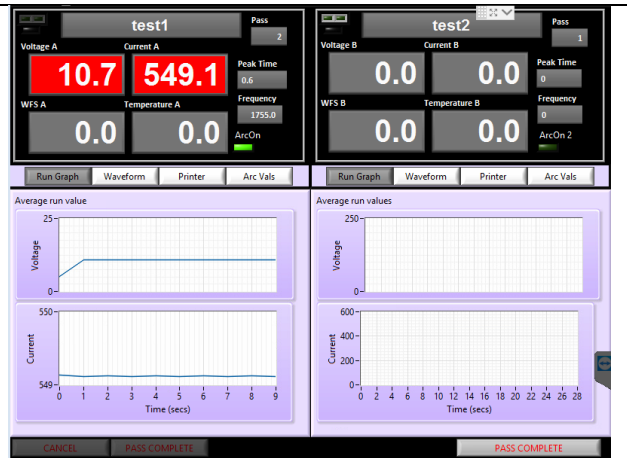 test1
Pass
2
Voltage A
Current A
10.7
549.1
Peak Time
0.6
WFS A
Temperature A
Frequency
1755.0
0.0
0.0
ArcOn
Run Graph
Waveform
Printer
Arc Vals
Average run value
25
Voltage
0
550
Current
549
0 1 2 3 4 5 6 7 8 9
Time (secs)
CANCEL
PASS COMPLETE
test2
Pass
1
Voltage B
Current B
0.0
0.0
Peak Time
0
WFS B
Temperature B
Frequency
0
0.0
0.0
ArcOn 2
Run Graph
Waveform
Printer
Arc Vals
Average run values
250
Voltage
0
600
400
200
0
Current
0 2 4 6 8 10 12 14 16 18 20 22 24 26 28
Time (secs)
PASS COMPLETE